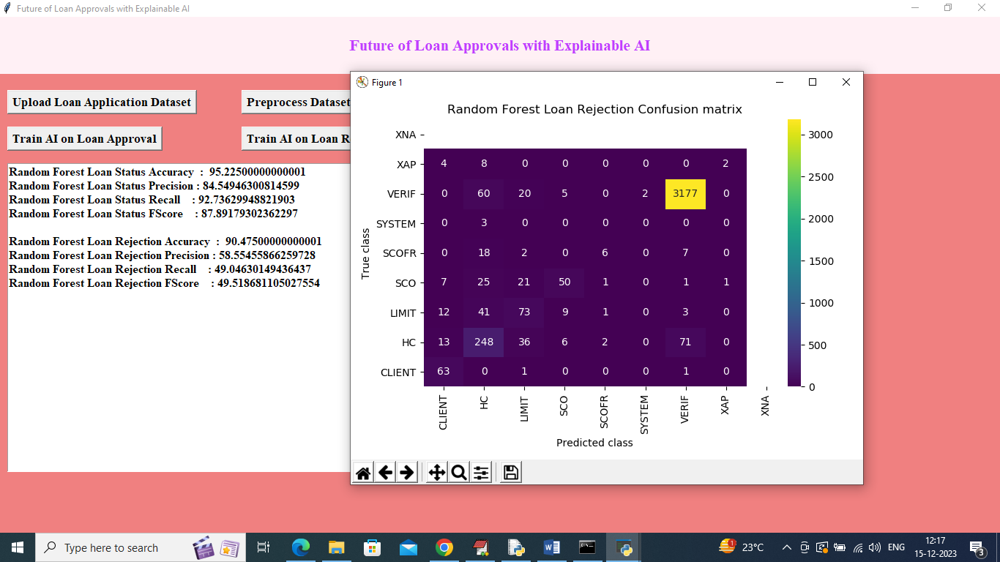 Future of Loan Approvals with Explainable AI
Future of Loan Approvals with Explainable AI
Upload Loan Application Dataset
Preprocess Dataset
Train AI on Loan Approval
Train AI on Loan R
Random Forest Loan Status Accuracy : 95.22500000000001
Random Forest Loan Status Precision : 84.54946300814599
Random Forest Loan Status Recall : 92.73629948821903
Random Forest Loan Status FScore : 87.89179302362297
Random Forest Loan Rejection Accuracy : 90.47500000000001
Random Forest Loan Rejection Precision : 58.55455866259728
Random Forest Loan Rejection Recall : 49.04630149436437
Random Forest Loan Rejection FScore : 49.518681105027554
Figure 1
Random Forest Loan Rejection Confusion matrix
True class
XNA
XAP 4 8 0 0 0 0 0 2
VERIF 0 60 20 5 0 2 3177 0
SYSTEM 0 3 0 0 0 0 0 0
SCOFR 0 18 2 0 6 0 7 0
SCO 7 25 21 50 1 0 1 1
LIMIT 12 41 73 9 1 0 3 0
HC 13 248 36 6 2 0 71 0
CLIENT 63 0 1 0 0 0 1 0
CLIENT HC LIMIT SCO SCOFR SYSTEM VERIF XAP XNA
Predicted class
3000
2500
2000
1500
1000
500
0
Type here to search
1
23°C
ENG
12:17
15-12-2023
3